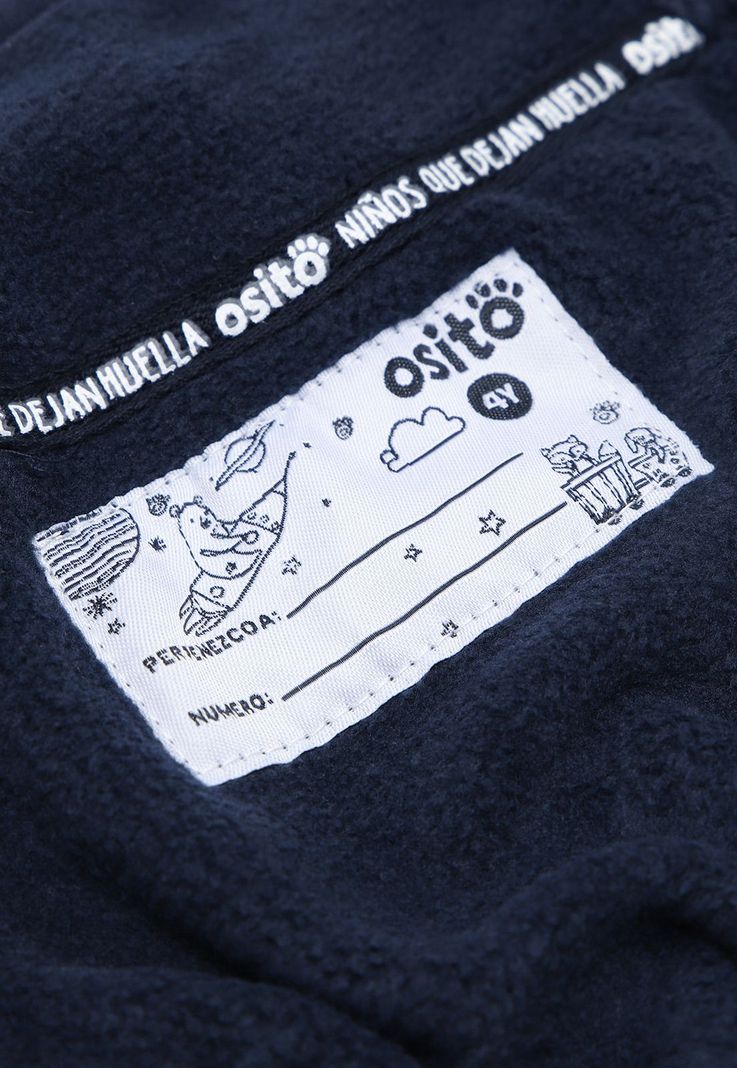 E DEJAN HUELLA osito NIÑOS QUE DEJAN HUELLA osito
osito
4Y
PERTENEZCO A:
NUMERO: